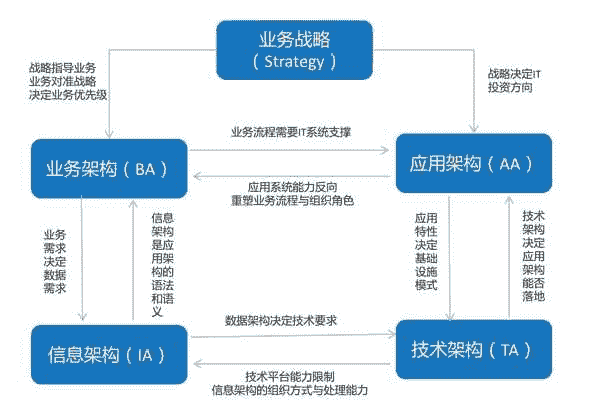 业务战略
（Strategy）
战略指导业务
业务对准战略
决定业务优先级
战略决定IT
投资方向
业务流程需要IT系统支撑
业务架构（BA）
应用架构（AA）
应用系统能力反向
重塑业务流程与组织角色
业务
需求
决定
数据
需求
信息
架构
是应
用架
构的
语法
和语
义
应用
特性
决定
基础
设施
模式
技术
架构
决定
应用
架构
能否
落地
数据架构决定技术要求
信息架构（IA）
技术架构（TA）
技术平台能力限制
信息架构的组织方式与处理能力